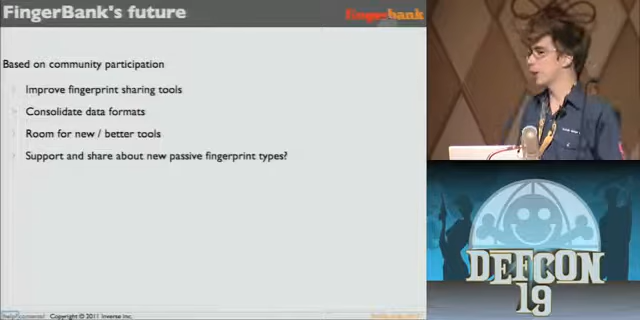 FingerBank's future
fingerbank
Based on community participation
Improve fingerprint sharing tools
Consolidate data formats
Room for new / better tools
Support and share about new passive fingerprint types?
Copyright © 2011 Inverse inc.
DEFCON
19